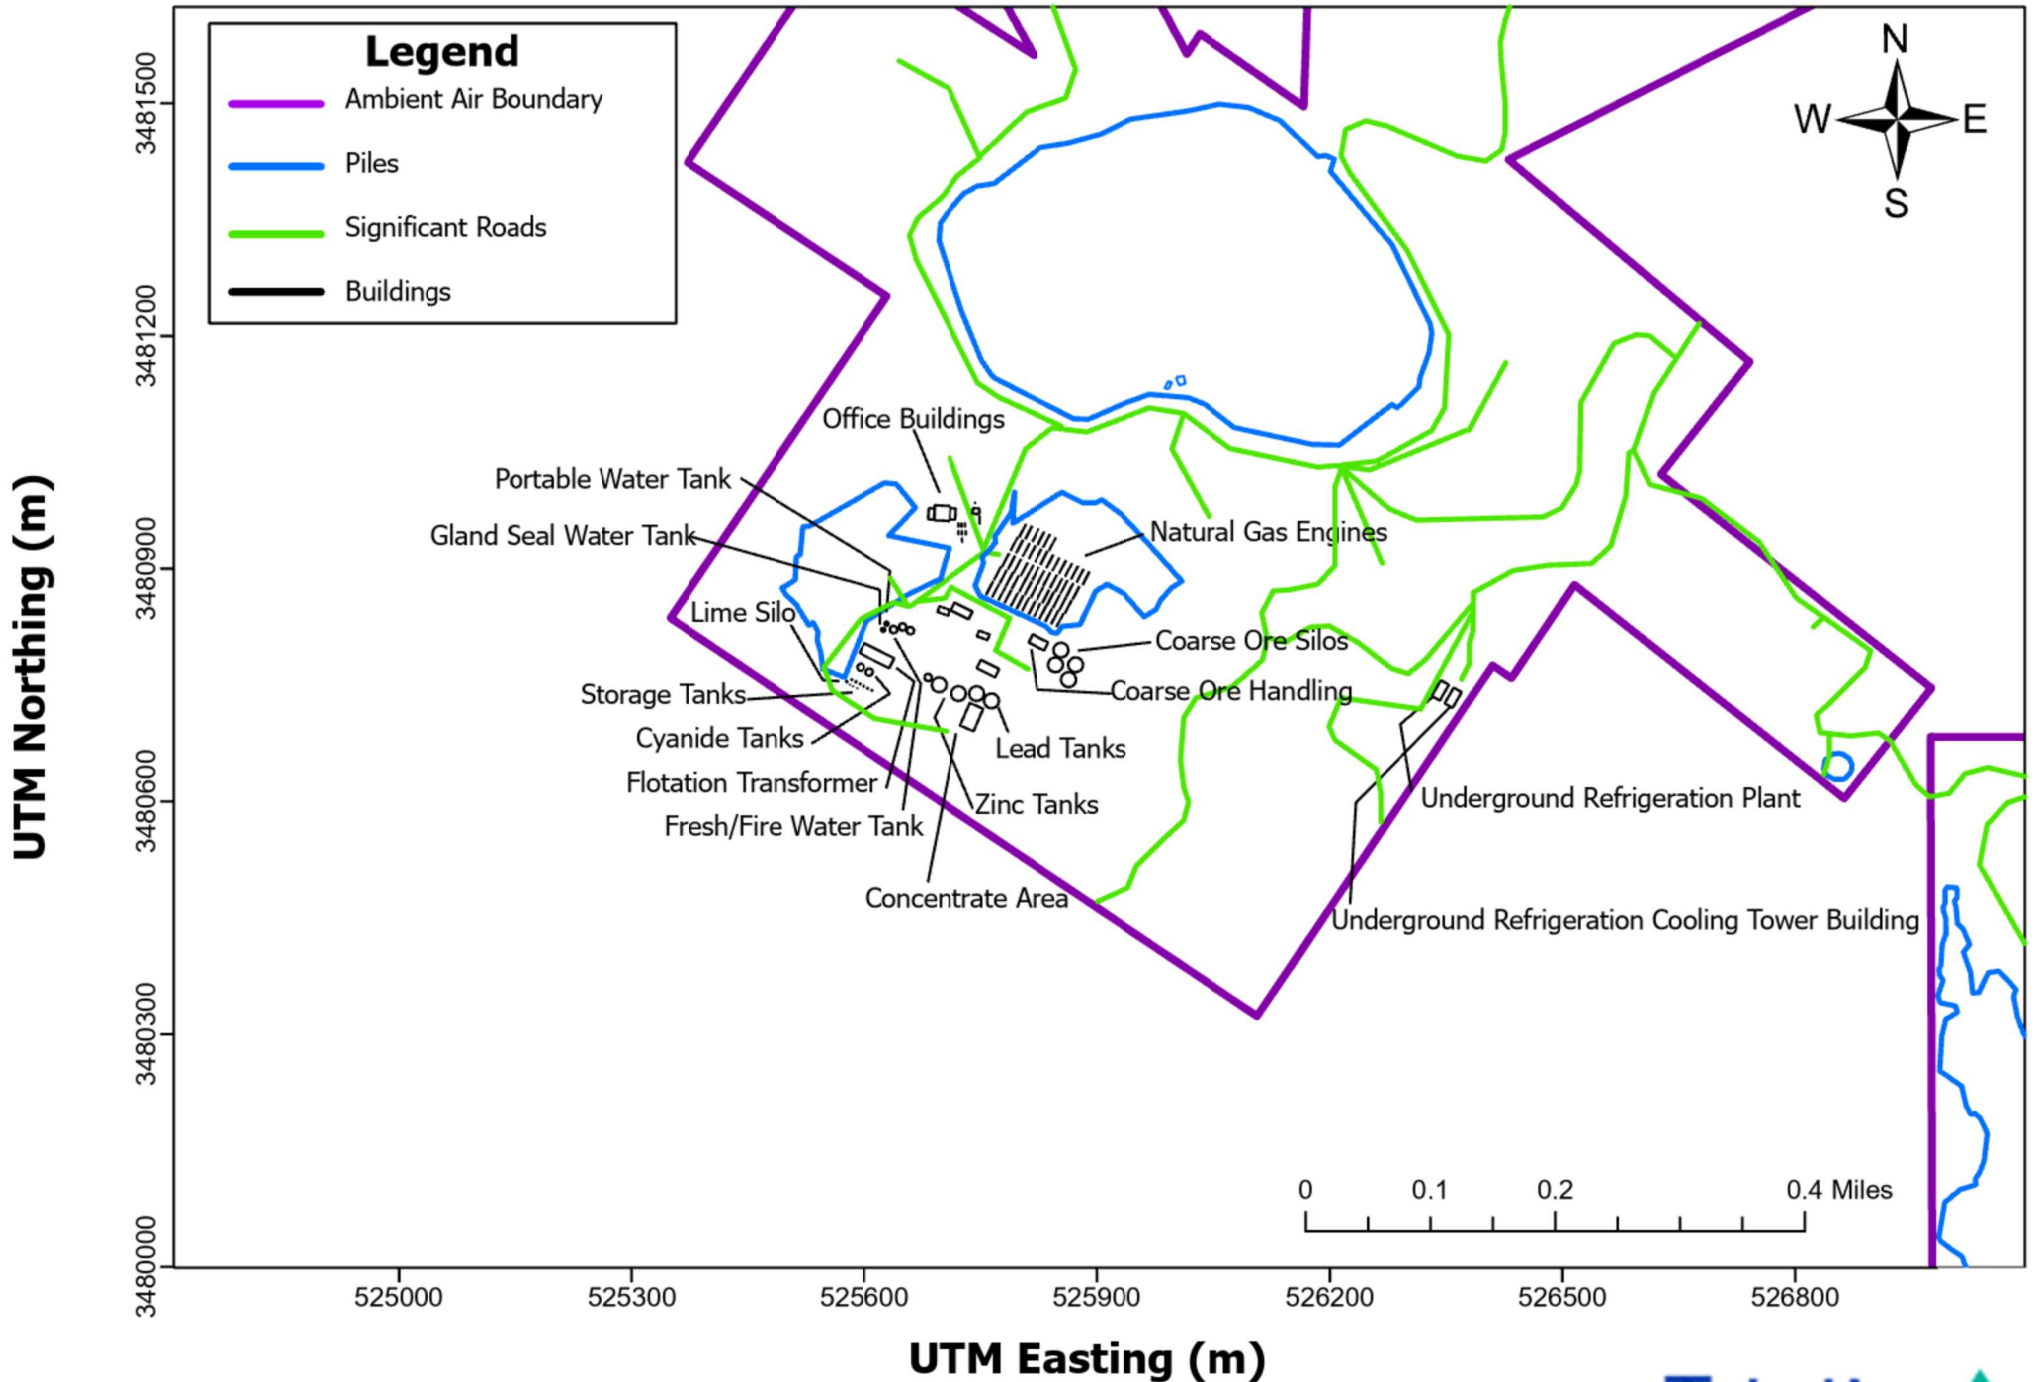 Legend
Ambient Air Boundary
Piles
Significant Roads
Buildings
N
W
E
S
UTM Northing (m)
3481500
3481200
3480900
3480600
3480300
3480000
Office Buildings
Portable Water Tank
Gland Seal Water Tank
Natural Gas Engines
Lime Silo
Coarse Ore Silos
Storage Tanks
Coarse Ore Handling
Cyanide Tanks
Lead Tanks
Flotation Transformer
Zinc Tanks
Underground Refrigeration Plant
Fresh/Fire Water Tank
Concentrate Area
Underground Refrigeration Cooling Tower Building
0 0.1 0.2 0.4 Miles
525000 525300 525600 525900 526200 526500 526800
UTM Easting (m)